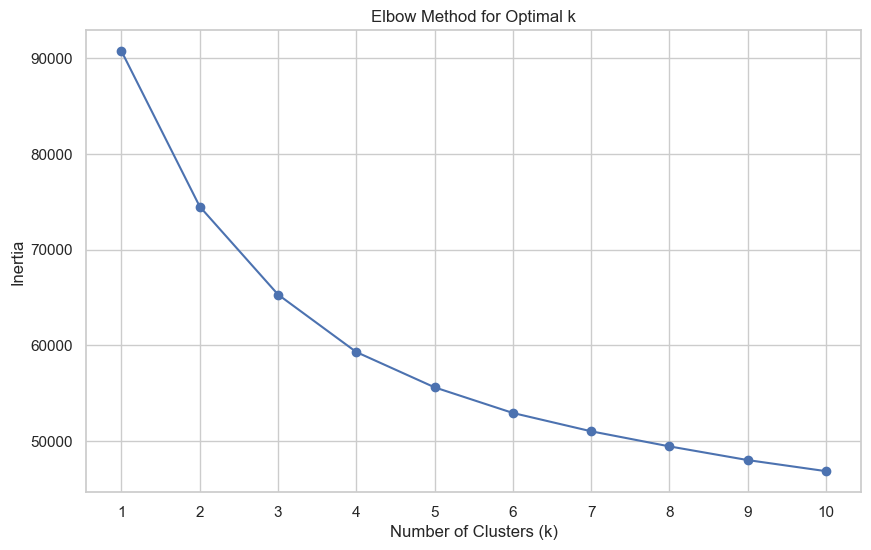 Elbow Method for Optimal k
90000
80000
70000
60000
50000
Inertia
1 2 3 4 5 6 7 8 9 10
Number of Clusters (k)